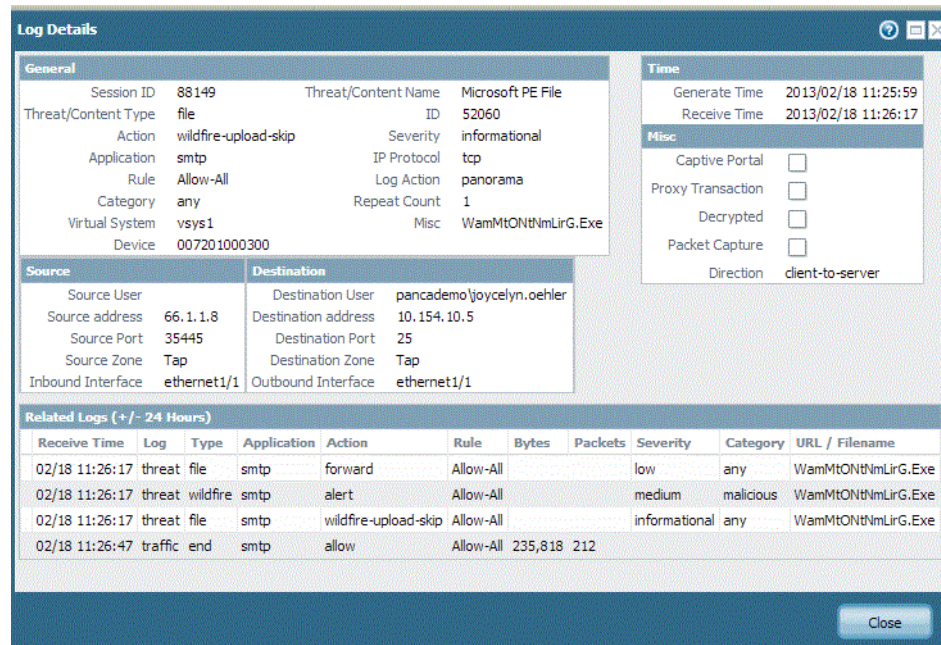 Log Details
General
Session ID 88149 Threat/Content Name Microsoft PE File
Threat/Content Type file ID 52060
Action wildfire-upload-skip Severity informational
Application smtp IP Protocol tcp
Rule Allow-All Log Action panorama
Category any Repeat Count 1
Virtual System vsys1 Misc WamMtONtNmLirG.Exe
Device 007201000300
Time
Generate Time 2013/02/18 11:25:59
Receive Time 2013/02/18 11:26:17
Misc
Captive Portal
Proxy Transaction
Decrypted
Packet Capture
Direction client-to-server
Source
Source User
Source address 66.1.1.8
Source Port 35445
Source Zone Tap
Inbound Interface ethernet1/1
Destination
Destination User pancademo\joycelyn.oehler
Destination address 10.154.10.5
Destination Port 25
Destination Zone Tap
Outbound Interface ethernet1/1
Related Logs (+/- 24 Hours)
Receive Time Log Type Application Action Rule Bytes Packets Severity Category URL / Filename
02/18 11:26:17 threat file smtp forward Allow-All low any WamMtONtNmLirG.Exe
02/18 11:26:17 threat wildfire smtp alert Allow-All medium malicious WamMtONtNmLirG.Exe
02/18 11:26:17 threat file smtp wildfire-upload-skip Allow-All informational any WamMtONtNmLirG.Exe
02/18 11:26:47 traffic end smtp allow Allow-All 235,818 212
Close